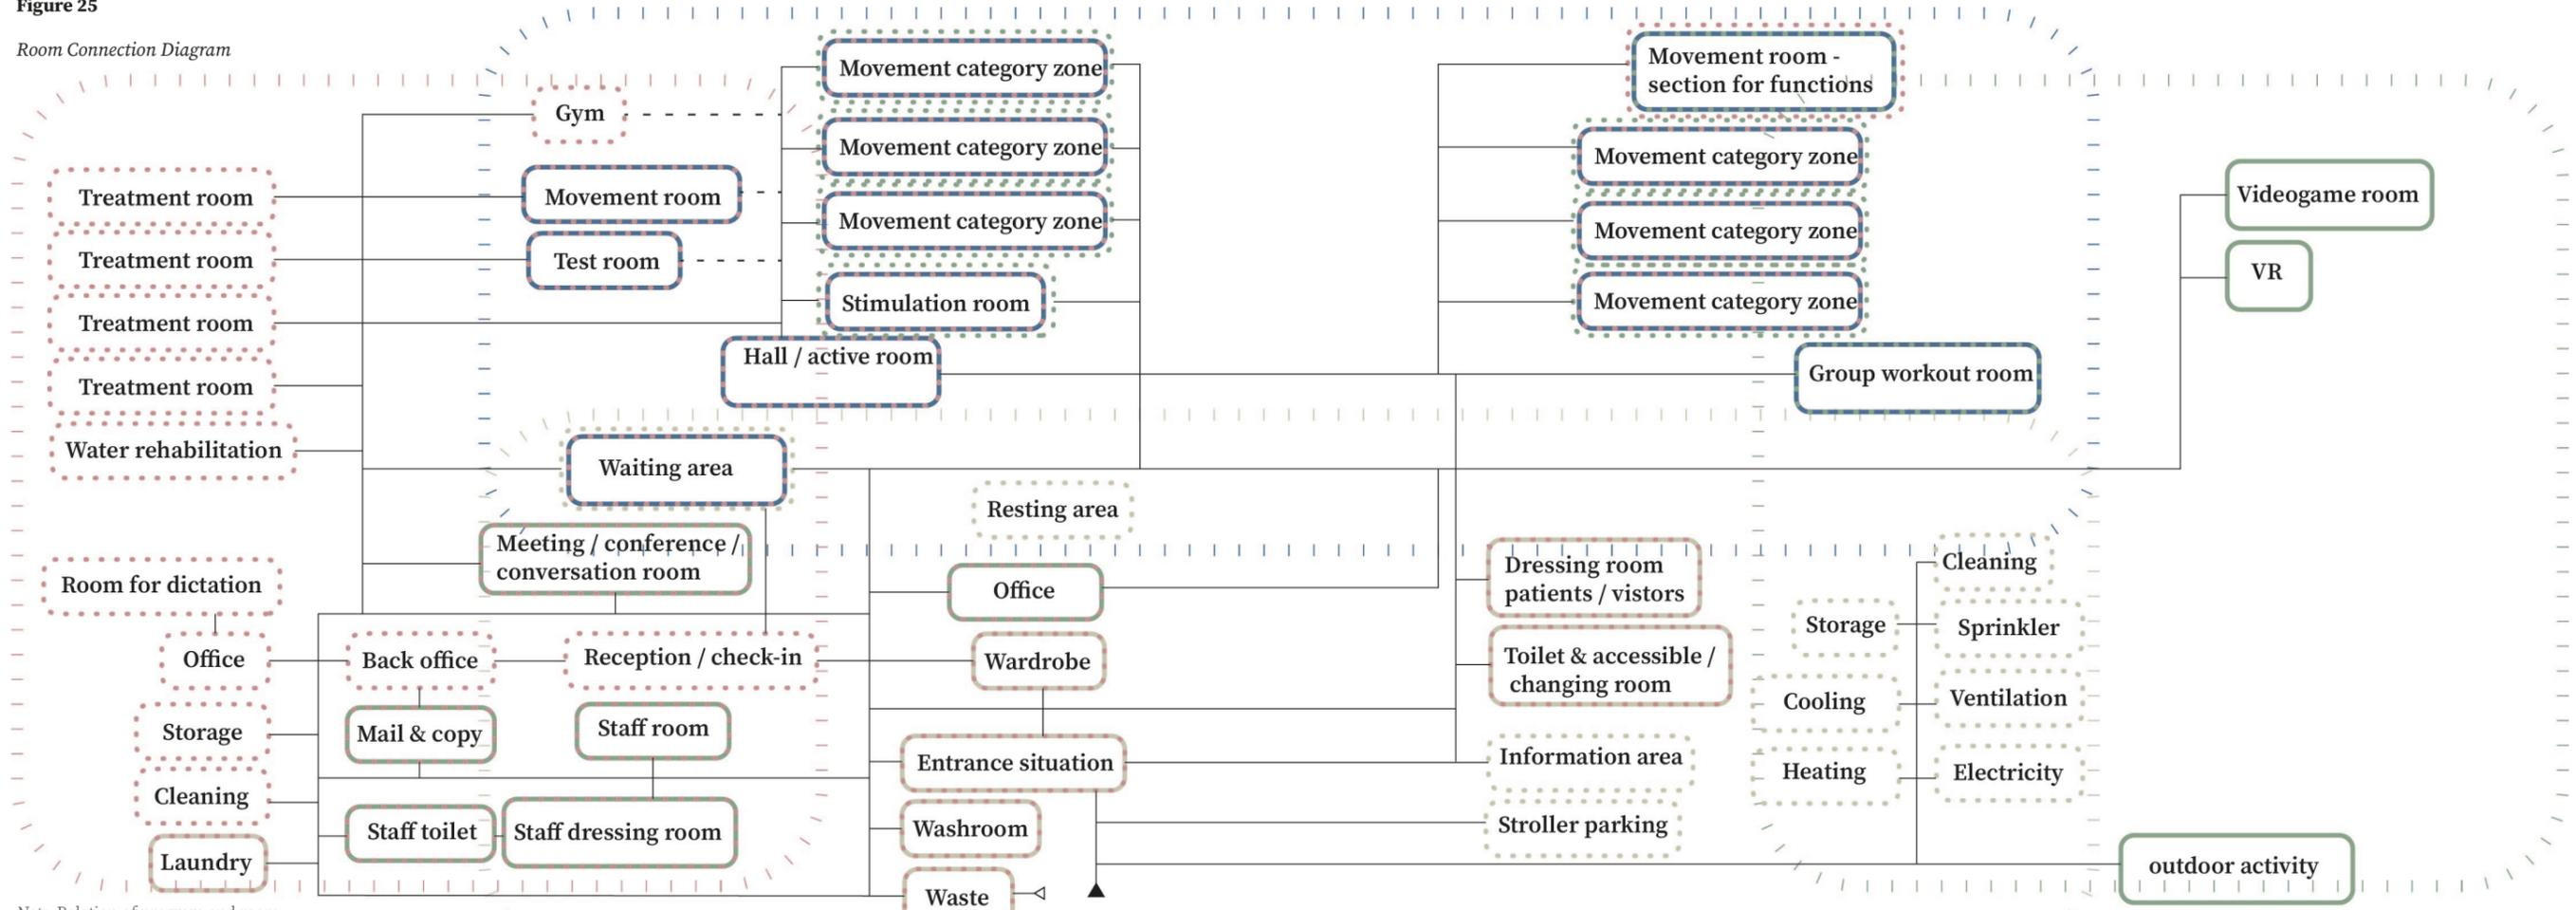 Figure 25
Room Connection Diagram
Gym
Movement category zone
Movement category zone
Movement category zone
Stimulation room
Movement room -
section for functions
Movement category zone
Movement category zone
Movement category zone
Videogame room
VR
Treatment room
Treatment room
Treatment room
Treatment room
Water rehabilitation
Movement room
Test room
Hall / active room
Group workout room
Waiting area
Resting area
Meeting / conference /
conversation room
Room for dictation
Office
Back office
Reception / check-in
Office
Wardrobe
Dressing room
patients / vistors
Toilet & accessible /
changing room
Cleaning
Storage
Sprinkler
Cooling
Ventilation
Heating
Electricity
Storage
Mail & copy
Staff room
Entrance situation
Information area
Cleaning
Staff toilet
Staff dressing room
Washroom
Stroller parking
Laundry
Waste
outdoor activity